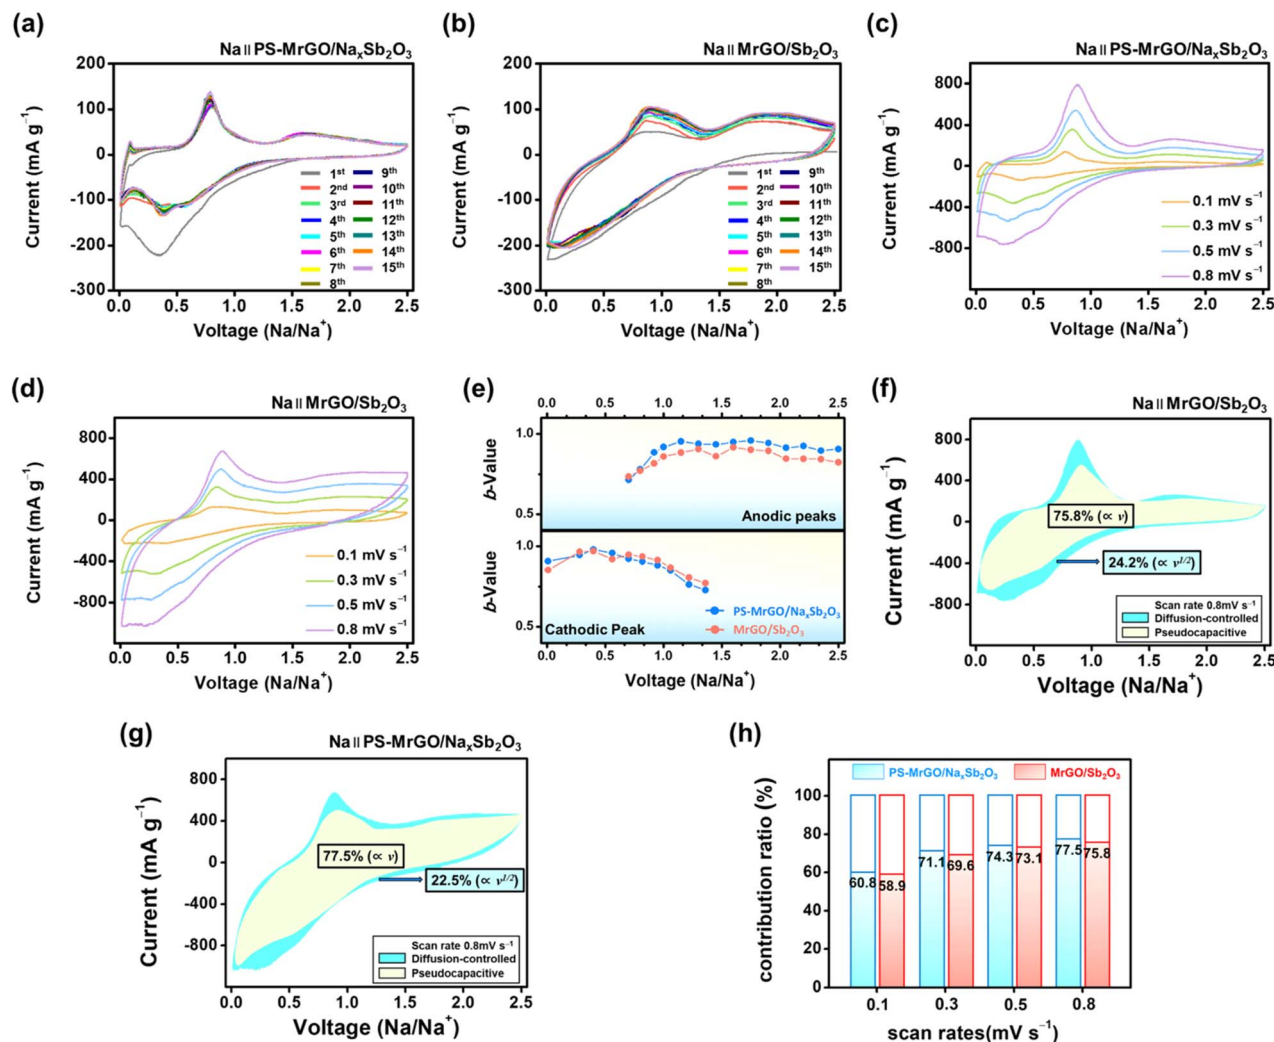 (a)
Na॥PS-MrGO/NaₓSb₂O₃
200
100
0
-100
-200
-300
Current (mA g⁻¹)
1ˢᵗ
2ⁿᵈ
3ʳᵈ
4ᵗʰ
5ᵗʰ
6ᵗʰ
7ᵗʰ
8ᵗʰ
9ᵗʰ
10ᵗʰ
11ᵗʰ
12ᵗʰ
13ᵗʰ
14ᵗʰ
15ᵗʰ
0.0 0.5 1.0 1.5 2.0 2.5
Voltage (Na/Na⁺)
(b)
Na॥MrGO/Sb₂O₃
200
100
0
-100
-200
-300
Current (mA g⁻¹)
1ˢᵗ
2ⁿᵈ
3ʳᵈ
4ᵗʰ
5ᵗʰ
6ᵗʰ
7ᵗʰ
8ᵗʰ
9ᵗʰ
10ᵗʰ
11ᵗʰ
12ᵗʰ
13ᵗʰ
14ᵗʰ
15ᵗʰ
0.0 0.5 1.0 1.5 2.0 2.5
Voltage (Na/Na⁺)
(c)
Na॥PS-MrGO/NaₓSb₂O₃
800
400
0
-400
-800
Current (mA g⁻¹)
0.1 mV s⁻¹
0.3 mV s⁻¹
0.5 mV s⁻¹
0.8 mV s⁻¹
0.0 0.5 1.0 1.5 2.0 2.5
Voltage (Na/Na⁺)
(d)
Na॥MrGO/Sb₂O₃
800
400
0
-400
-800
Current (mA g⁻¹)
0.1 mV s⁻¹
0.3 mV s⁻¹
0.5 mV s⁻¹
0.8 mV s⁻¹
0.0 0.5 1.0 1.5 2.0 2.5
Voltage (Na/Na⁺)
(e)
0.0 0.4 0.8 1.2 1.6 2.1 2.5
1.0
0.5
b-Value
Anodic peaks
1.0
0.5
b-Value
PS-MrGO/NaₓSb₂O₃
MrGO/Sb₂O₃
Cathodic Peak
0.0 0.4 0.8 1.2 1.6 2.1 2.5
Voltage (Na/Na⁺)
(f)
Na॥MrGO/Sb₂O₃
800
400
0
-400
-800
Current (mA g⁻¹)
75.8% (∝ v)
24.2% (∝ v¹ᐟ²)
Scan rate 0.8mV s⁻¹
Diffusion-controlled
Pseudocapacitive
0.0 0.5 1.0 1.5 2.0 2.5
Voltage (Na/Na⁺)
(g)
Na॥PS-MrGO/NaₓSb₂O₃
800
400
0
-400
-800
Current (mA g⁻¹)
77.5% (∝ v)
22.5% (∝ v¹ᐟ²)
Scan rate 0.8mV s⁻¹
Diffusion-controlled
Pseudocapacitive
0.0 0.5 1.0 1.5 2.0 2.5
Voltage (Na/Na⁺)
(h)
PS-MrGO/NaₓSb₂O₃ MrGO/Sb₂O₃
100
80
60
40
20
0
contribution ratio (%)
60.8 58.9 71.1 69.6 74.3 73.1 77.5 75.8
0.1 0.3 0.5 0.8
scan rates(mV s⁻¹)